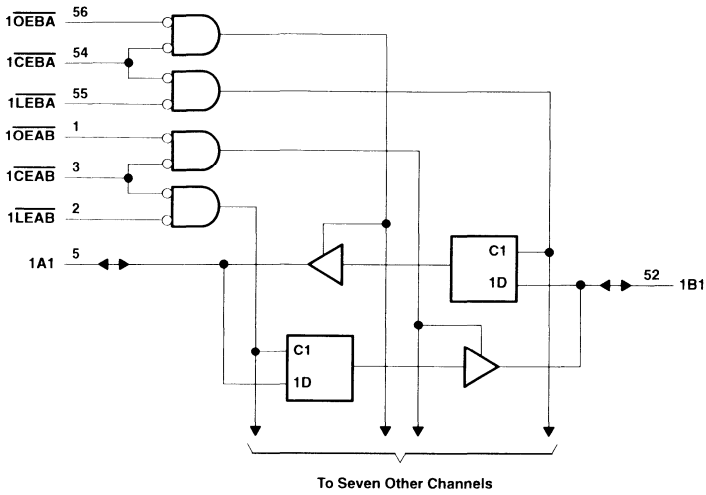 1OEBA 56
1CEBA 54
1LEBA 55
1OEAB 1
1CEAB 3
1LEAB 2
1A1 5
C1
1D
52 1B1
C1
1D
To Seven Other Channels